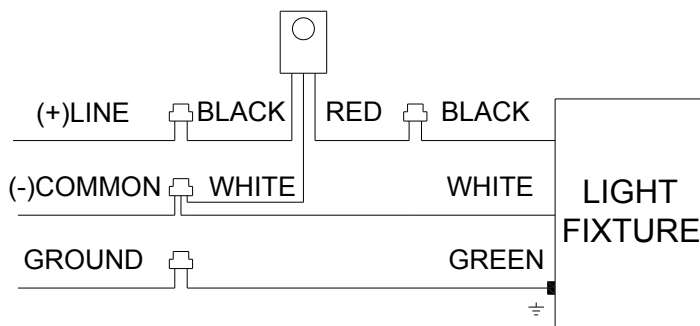 (+)LINE BLACK RED BLACK
(-)COMMON WHITE WHITE
LIGHT
FIXTURE
GROUND GREEN